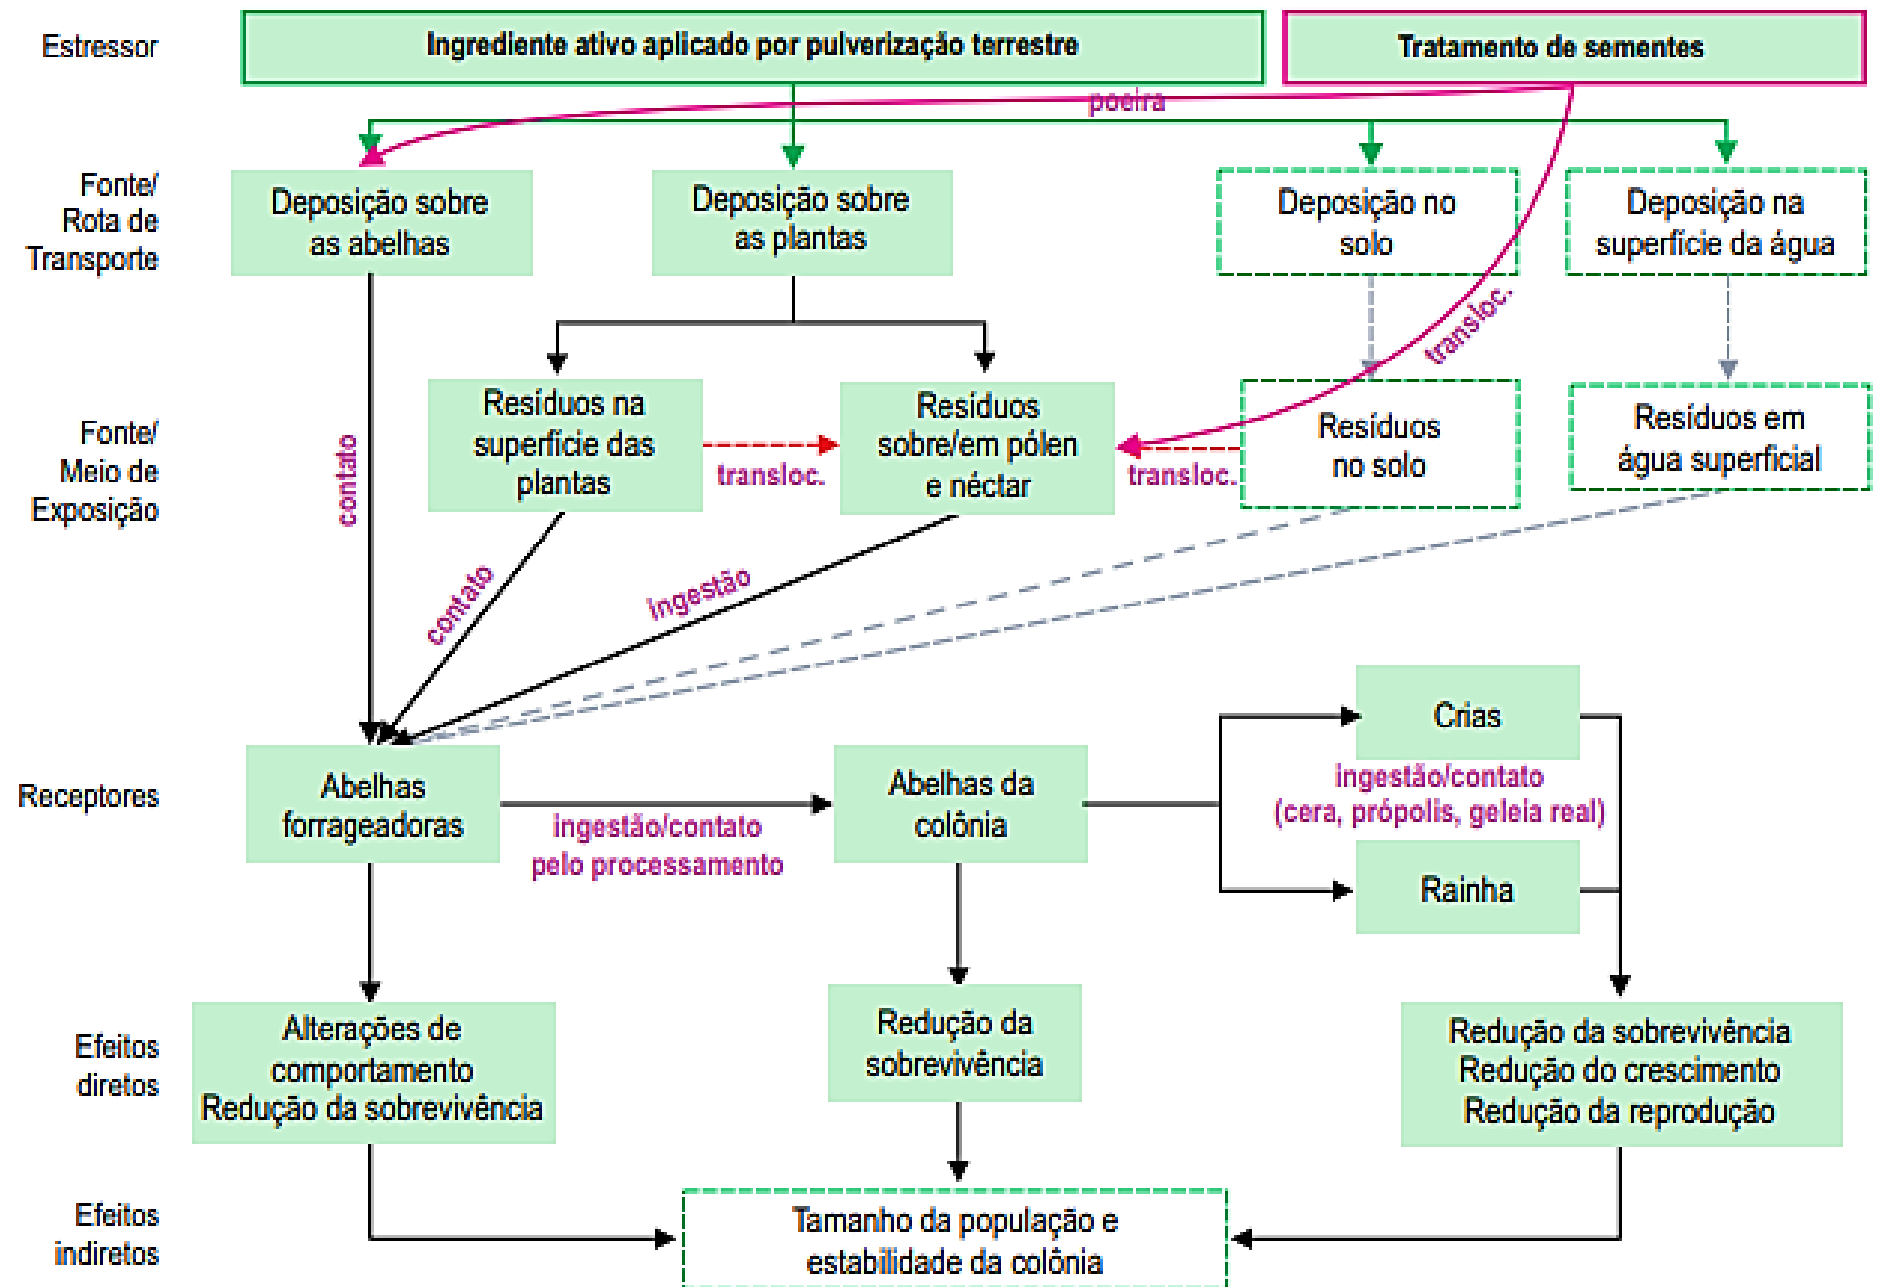 Estressor
Ingrediente ativo aplicado por pulverização terrestre
Tratamento de sementes
poeira
Fonte/
Rota de
Transporte
Deposição sobre
as abelhas
Deposição sobre
as plantas
Deposição no
solo
Deposição na
superfície da água
transloc.
Fonte/
Meio de
Exposição
contato
Resíduos na
superfície das
plantas
transloc.
Resíduos
sobre/em pólen
e néctar
transloc.
Resíduos
no solo
Resíduos em
água superficial
contato
ingestão
Receptores
Abelhas
forrageadoras
ingestão/contato
pelo processamento
Abelhas da
colônia
Crias
ingestão/contato
(cera, própolis, geleia real)
Rainha
Efeitos
diretos
Alterações de
comportamento
Redução da sobrevivência
Redução da
sobrevivência
Redução da sobrevivência
Redução do crescimento
Redução da reprodução
Efeitos
indiretos
Tamanho da população e
estabilidade da colônia